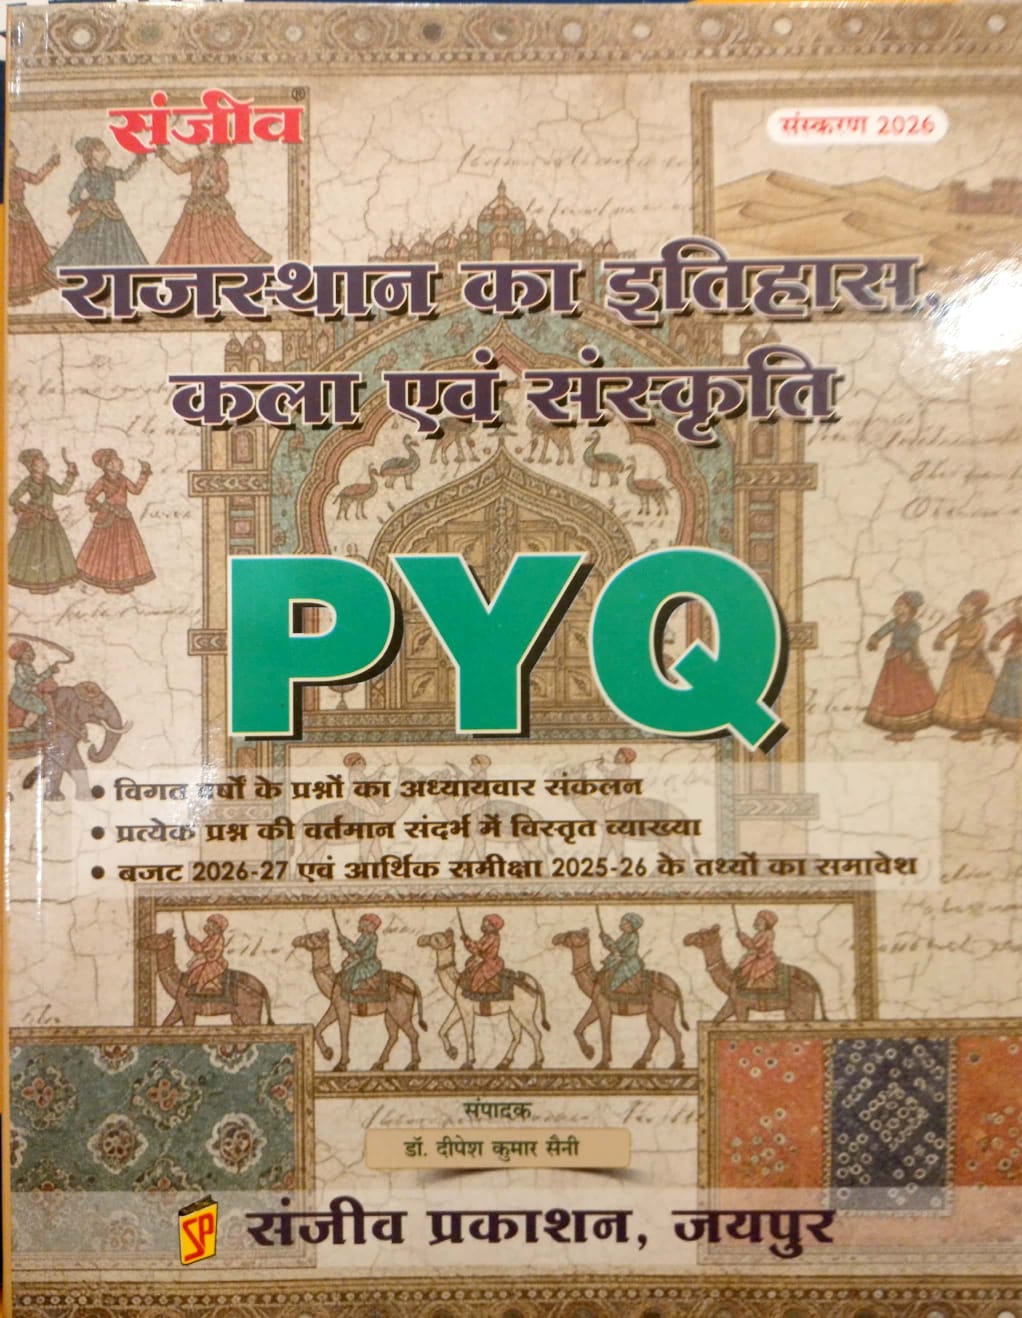 संजीव®
संस्करण 2026
राजस्थान का इतिहास,
कला एवं संस्कृति
PYQ
• विगत वर्षों के प्रश्नों का अध्यायवार संकलन
• प्रत्येक प्रश्न की वर्तमान संदर्भ में विस्तृत व्याख्या
• बजट 2026-27 एवं आर्थिक समीक्षा 2025-26 के तथ्यों का समावेश
संपादक
डॉ. दीपेश कुमार सैनी
SP संजीव प्रकाशन, जयपुर